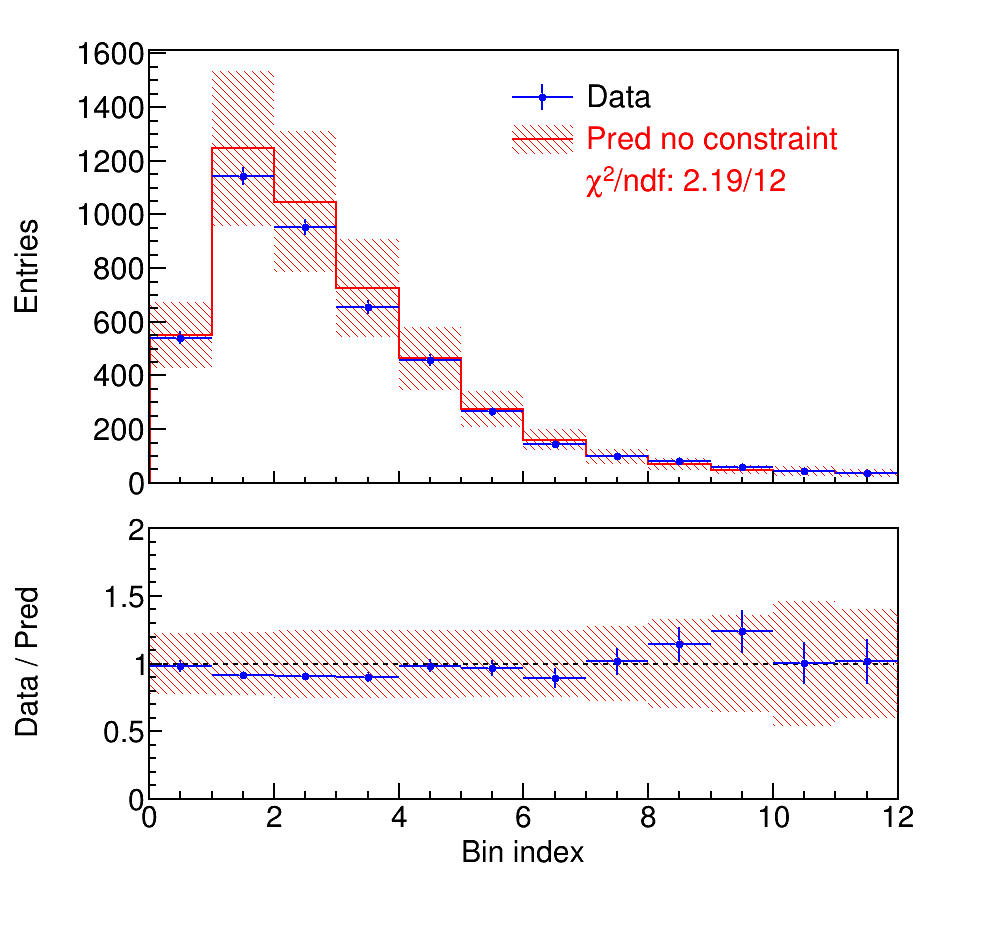 1600
1400
1200
1000
800
600
400
200
0
Entries
Data
Pred no constraint
χ²/ndf: 2.19/12
2
1.5
1
0.5
0
Data / Pred
0 2 4 6 8 10 12
Bin index